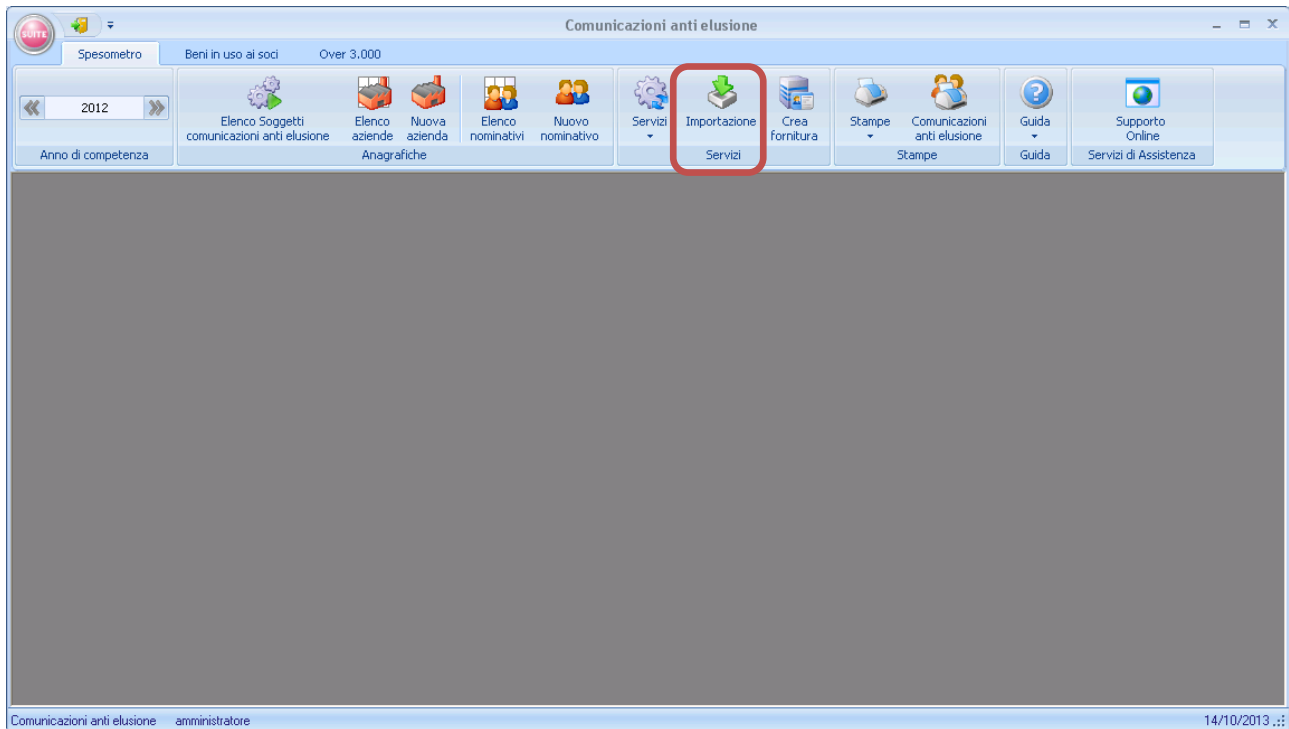 SUITE
Comunicazioni anti elusione
Spesometro Beni in uso ai soci Over 3.000
2012
Anno di competenza
Elenco Soggetti
comunicazioni anti elusione
Elenco
aziende
Nuova
azienda
Elenco
nominativi
Nuovo
nominativo
Anagrafiche
Servizi
Importazione
Crea
fornitura
Servizi
Stampe
Comunicazioni
anti elusione
Stampe
Guida
Guida
Supporto
Online
Servizi di Assistenza
Comunicazioni anti elusione amministratore 14/10/2013